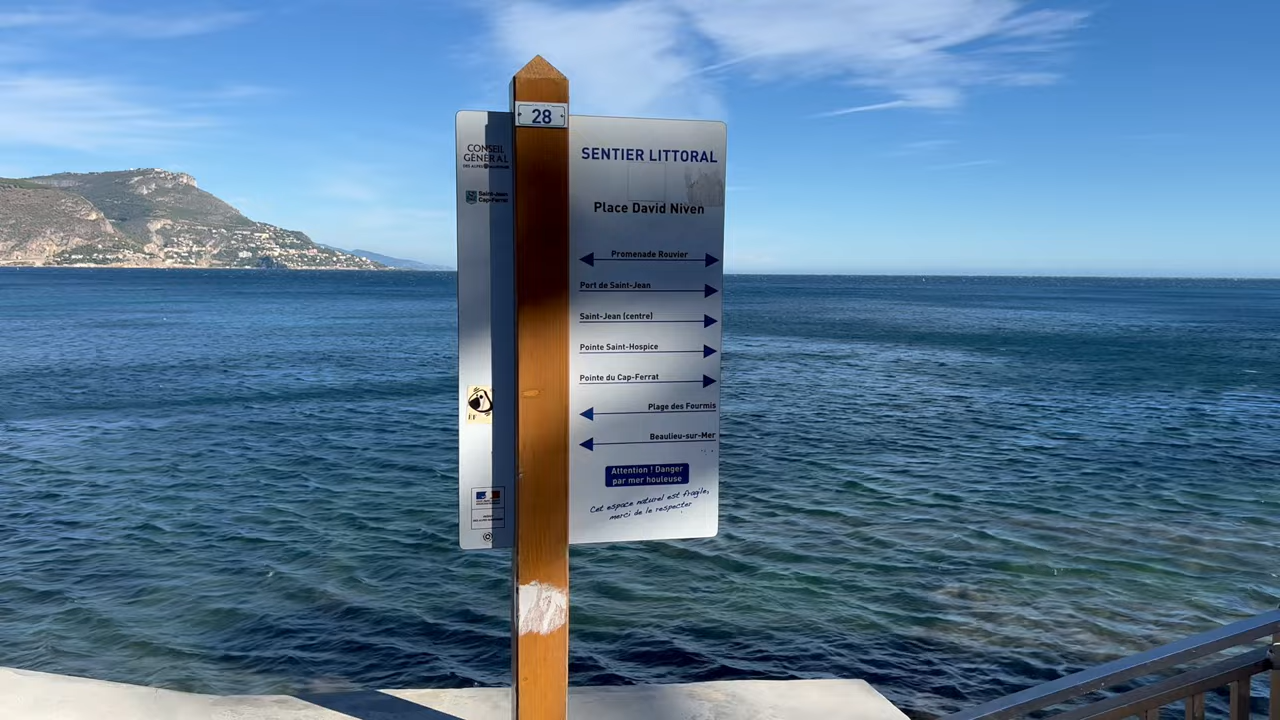 28
CONSEIL
GÉNÉRAL
DES ALPES-MARITIMES
Saint-Jean
Cap-Ferrat
SENTIER LITTORAL
Place David Niven
Promenade Rouvier
Port de Saint-Jean
Saint-Jean (centre)
Pointe Saint-Hospice
Pointe du Cap-Ferrat
Plage des Fourmis
Beaulieu-sur-Mer
Attention ! Danger
par mer houleuse
Cet espace naturel est fragile,
merci de le respecter